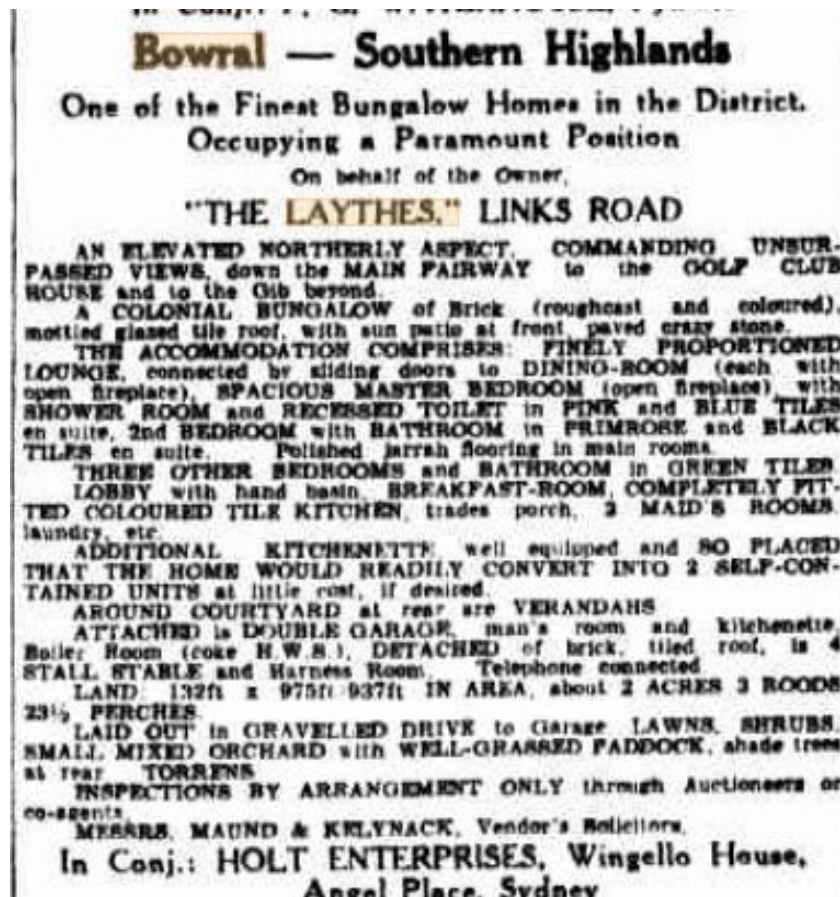 In Conj.
Bowral — Southern Highlands
One of the Finest Bungalow Homes in the District.
Occupying a Paramount Position
On behalf of the Owner,
"THE LAYTHES," LINKS ROAD
AN ELEVATED NORTHERLY ASPECT, COMMANDING UNSUR-
PASSED VIEWS, down the MAIN FAIRWAY to the GOLF CLUB
HOUSE and to the Gib beyond.
A COLONIAL BUNGALOW of Brick (roughcast and coloured),
mottled glazed tile roof, with sun patio at front, paved crazy stone.
THE ACCOMMODATION COMPRISES: FINELY PROPORTIONED
LOUNGE, connected by sliding doors to DINING-ROOM (each with
open fireplace), SPACIOUS MASTER BEDROOM (open fireplace), with
SHOWER ROOM and RECESSED TOILET in PINK and BLUE TILES
en suite, 2nd BEDROOM with BATHROOM in PRIMROSE and BLACK
TILES en suite. Polished jarrah flooring in main rooms.
THREE OTHER BEDROOMS and BATHROOM in GREEN TILES.
LOBBY with hand basin, BREAKFAST-ROOM, COMPLETELY FIT-
TED COLOURED TILE KITCHEN, trades porch, 2 MAID'S ROOMS,
laundry, etc.
ADDITIONAL KITCHENETTE, well equipped and SO PLACED
THAT THE HOME WOULD READILY CONVERT INTO 2 SELF-CON-
TAINED UNITS at little cost, if desired.
AROUND COURTYARD at rear are VERANDAHS
ATTACHED is DOUBLE GARAGE, man's room and kitchenette,
Boiler Room (coke H.W.S.), DETACHED of brick, tiled roof, is 4
STALL STABLE and Harness Room. Telephone connected
LAND: 132ft x 975ft/937ft IN AREA, about 2 ACRES 3 ROODS
23½ PERCHES.
LAID OUT in GRAVELLED DRIVE to Garage, LAWNS, SHRUBS,
SMALL MIXED ORCHARD with WELL-GRASSED PADDOCK, shade trees
at rear TORRENS
INSPECTIONS BY ARRANGEMENT ONLY through Auctioneers or
co-agents.
MESSRS. MAUND & KELYNACK, Vendor's Solicitors.
In Conj.: HOLT ENTERPRISES, Wingello House,
Angel Place, Sydney